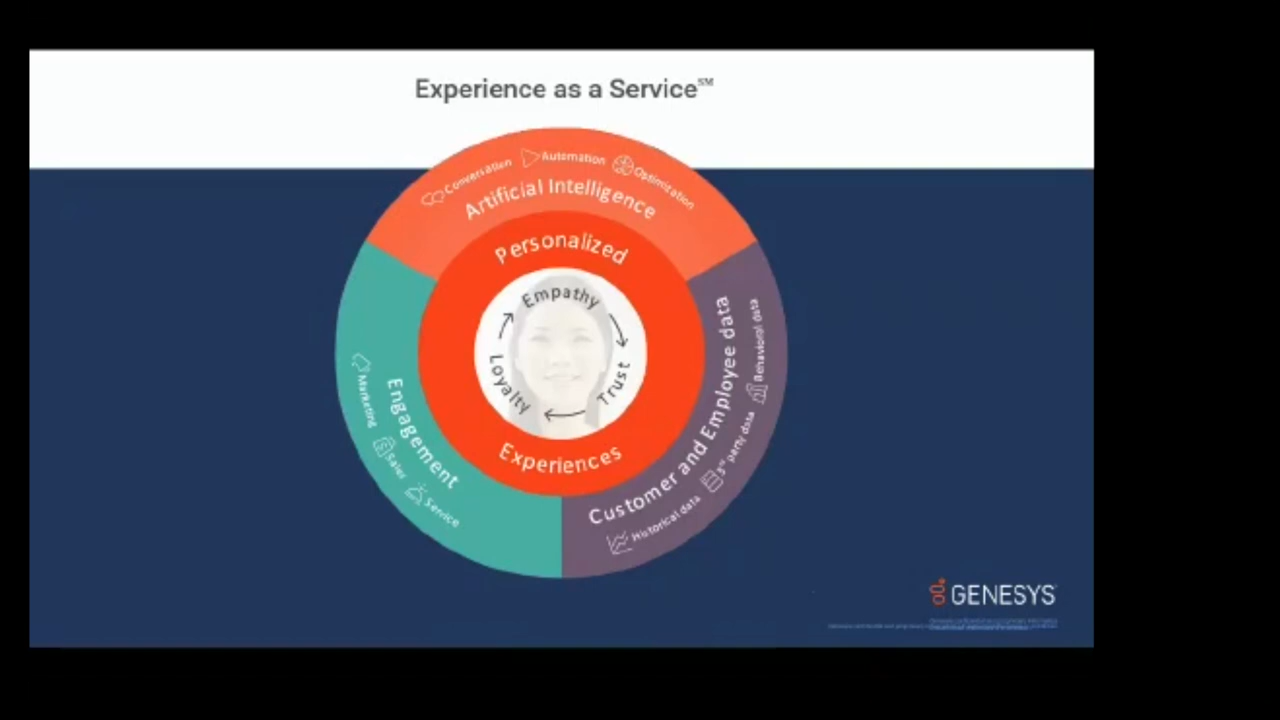 Experience as a Service℠
Conversation
Automation
Optimization
Artificial Intelligence
Personalized
Empathy
Trust
Loyalty
Experiences
Engagement
Marketing
Sales
Service
Customer and Employee data
Behavioral data
3rd party data
Historical data
GENESYS